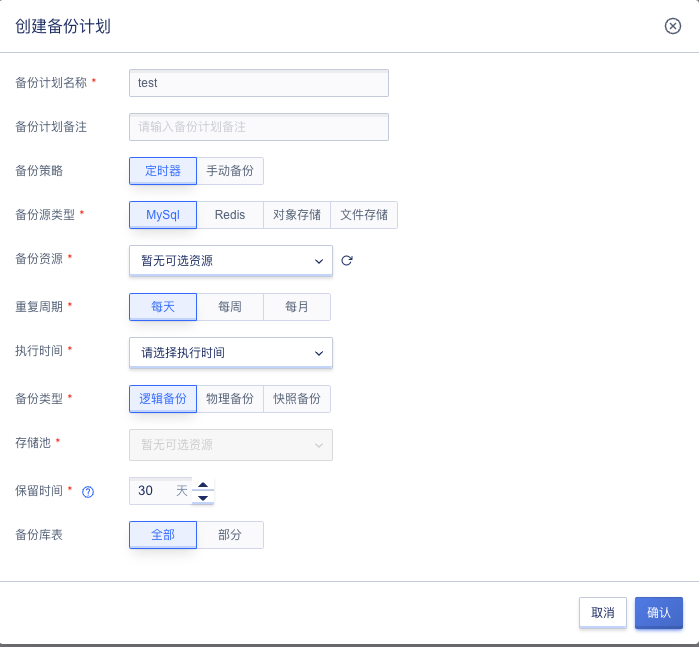 创建备份计划
备份计划名称 * test
备份计划备注 请输入备份计划备注
备份策略 定时器 手动备份
备份源类型 * MySql Redis 对象存储 文件存储
备份资源 * 暂无可选资源
重复周期 * 每天 每周 每月
执行时间 * 请选择执行时间
备份类型 * 逻辑备份 物理备份 快照备份
存储池 * 暂无可选资源
保留时间 * ? 30 天
备份库表 全部 部分
取消 确认